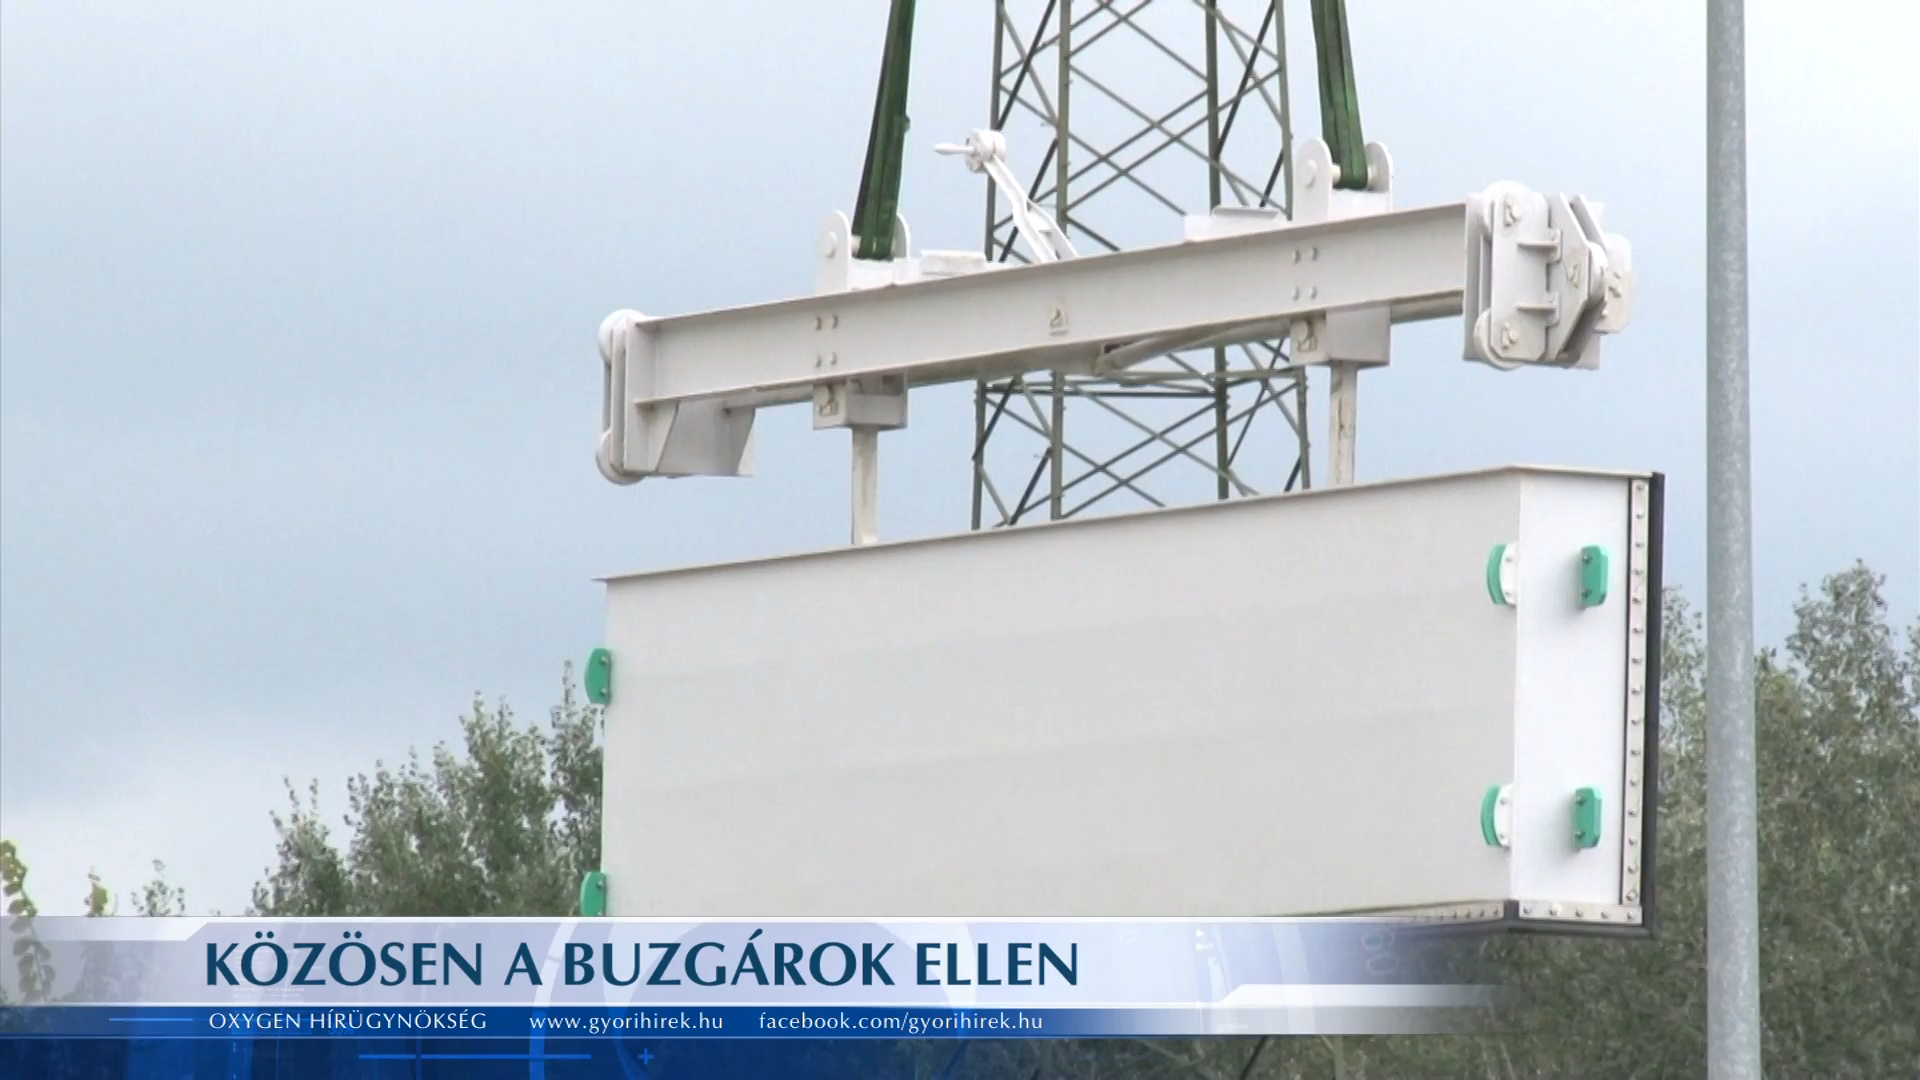 KÖZÖSEN A BUZGÁROK ELLEN
OXYGEN HÍRÜGYNÖKSÉG www.gyorihirek.hu facebook.com/gyorihirek.hu